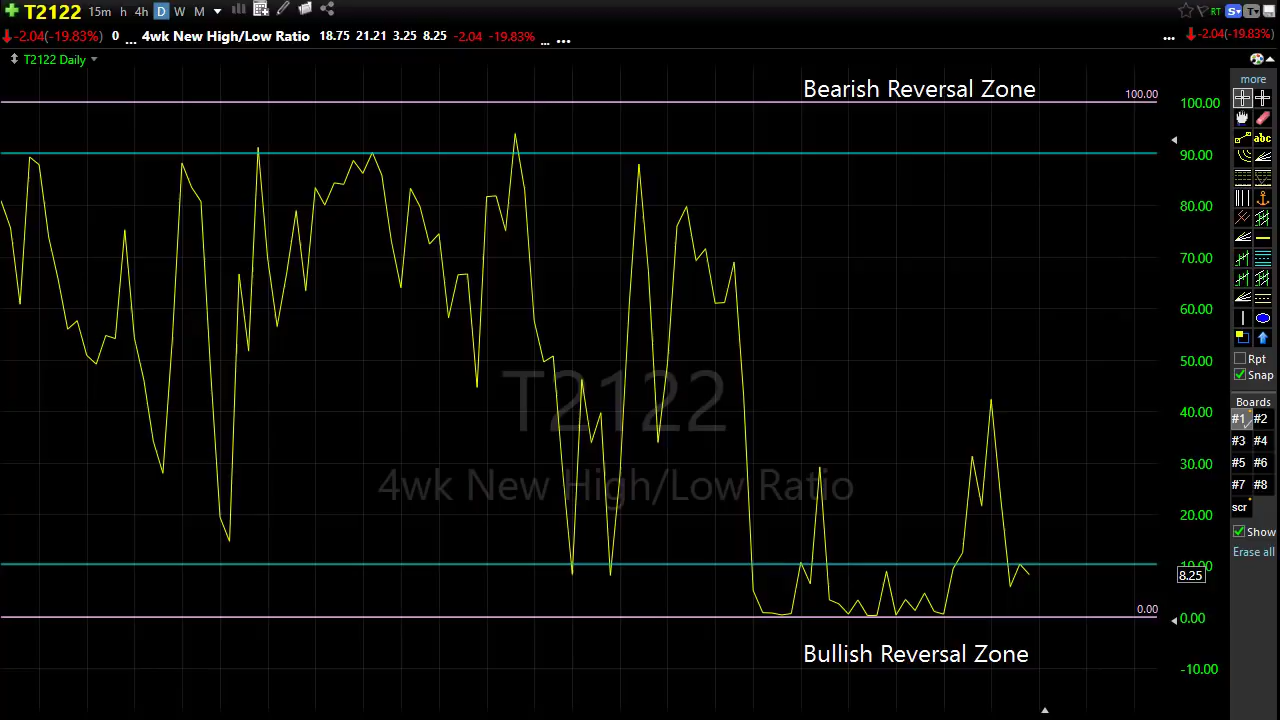 T2122 15m h 4h D W M RT S T
-2.04(-19.83%) 0 ... 4wk New High/Low Ratio 18.75 21.21 3.25 8.25 -2.04 -19.83% ... ... ... -2.04(-19.83%)
T2122 Daily
more
Bearish Reversal Zone
100.00
100.00
90.00
abc
80.00
70.00
60.00
50.00
40.00
30.00
20.00
10.00
8.25
0.00
0.00
-10.00
T2122
4wk New High/Low Ratio
Bullish Reversal Zone
Rpt
Snap
Boards
#1 #2
#3 #4
#5 #6
#7 #8
scr
Show
Erase all